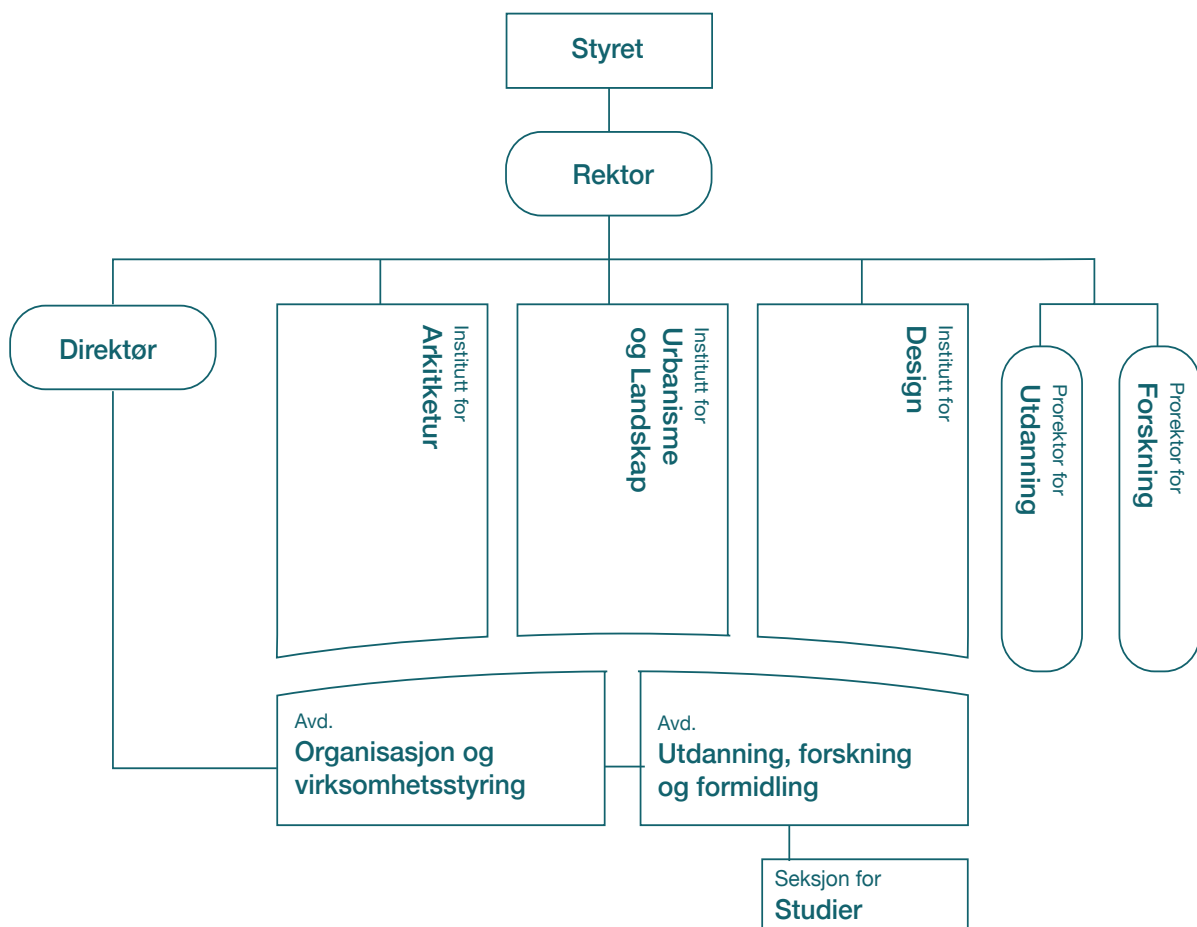 Styret
Rektor
Direktør
Institutt for
Arkitketur
Institutt for
Urbanisme
og Landskap
Institutt for
Design
Prorektor for
Utdanning
Prorektor for
Forskning
Avd.
Organisasjon og
virksomhetsstyring
Avd.
Utdanning, forskning
og formidling
Seksjon for
Studier